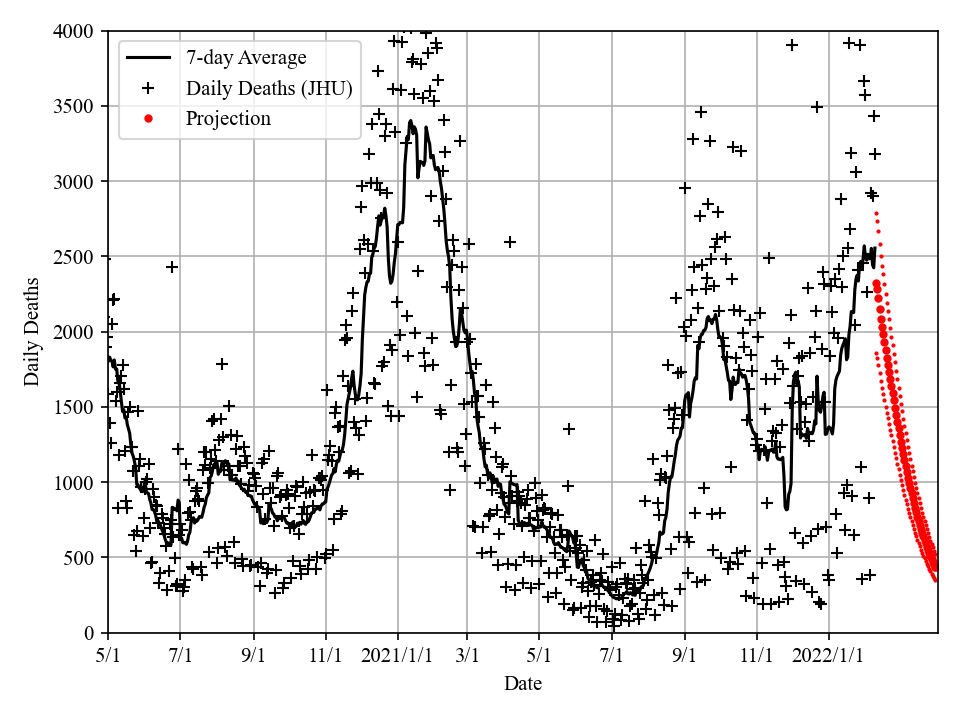 4000
3500
3000
2500
2000
1500
1000
500
0
Daily Deaths
7-day Average
Daily Deaths (JHU)
Projection
5/1 7/1 9/1 11/1 2021/1/1 3/1 5/1 7/1 9/1 11/1 2022/1/1
Date